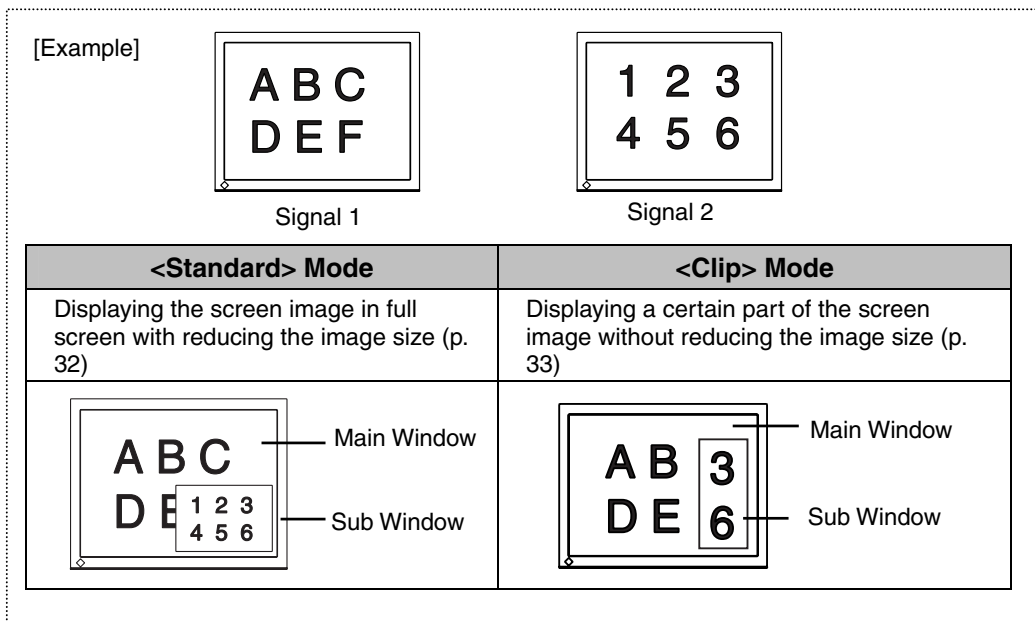 [Example]
A B C
D E F
Signal 1
1 2 3
4 5 6
Signal 2
<Standard> Mode
<Clip> Mode
Displaying the screen image in full
screen with reducing the image size (p.
32)
Displaying a certain part of the screen
image without reducing the image size (p.
33)
A B C
D E
1 2 3
4 5 6
Main Window
Sub Window
A B 3
D E 6
Main Window
Sub Window